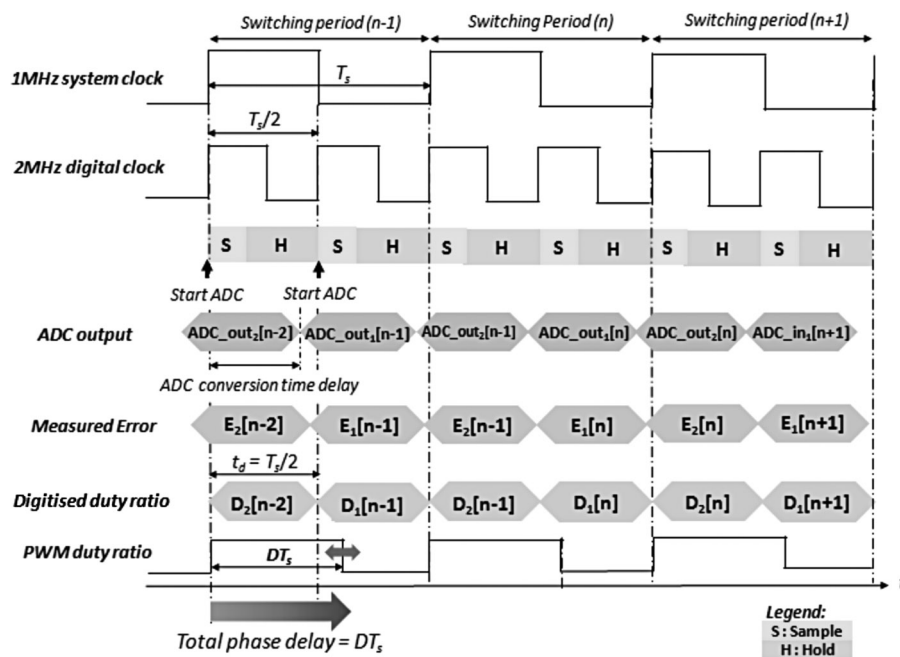 Switching period (n-1) Switching Period (n) Switching period (n+1)
1MHz system clock
Ts
Ts/2
2MHz digital clock
S H S H S H S H S H S H
Start ADC Start ADC
ADC output
ADC_out2[n-2] ADC_out1[n-1] ADC_out2[n-1] ADC_out1[n] ADC_out2[n] ADC_in1[n+1]
ADC conversion time delay
Measured Error
E2[n-2] E1[n-1] E2[n-1] E1[n] E2[n] E1[n+1]
td = Ts/2
Digitised duty ratio
D2[n-2] D1[n-1] D2[n-1] D1[n] D2[n] D1[n+1]
PWM duty ratio
DTs
Total phase delay = DTs
Legend:
S : Sample
H : Hold